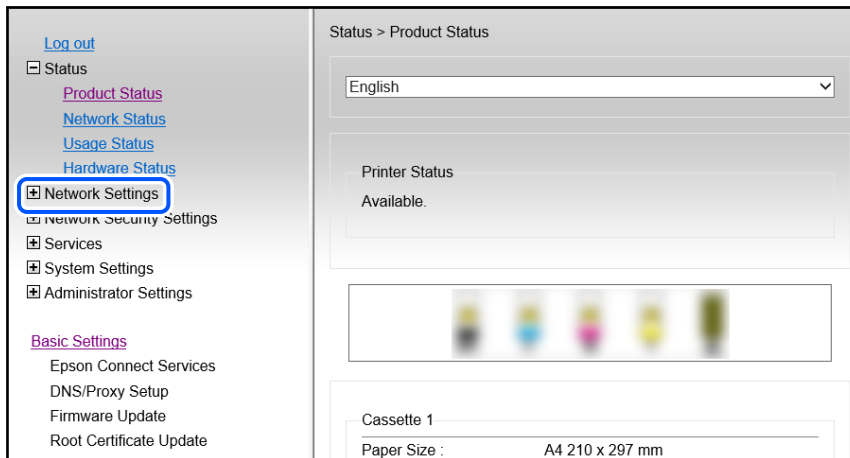 Log out
Status
Product Status
Network Status
Usage Status
Hardware Status
Network Settings
Network Security Settings
Services
System Settings
Administrator Settings
Basic Settings
Epson Connect Services
DNS/Proxy Setup
Firmware Update
Root Certificate Update
Status > Product Status
English
Printer Status
Available.
Cassette 1
Paper Size : A4 210 x 297 mm